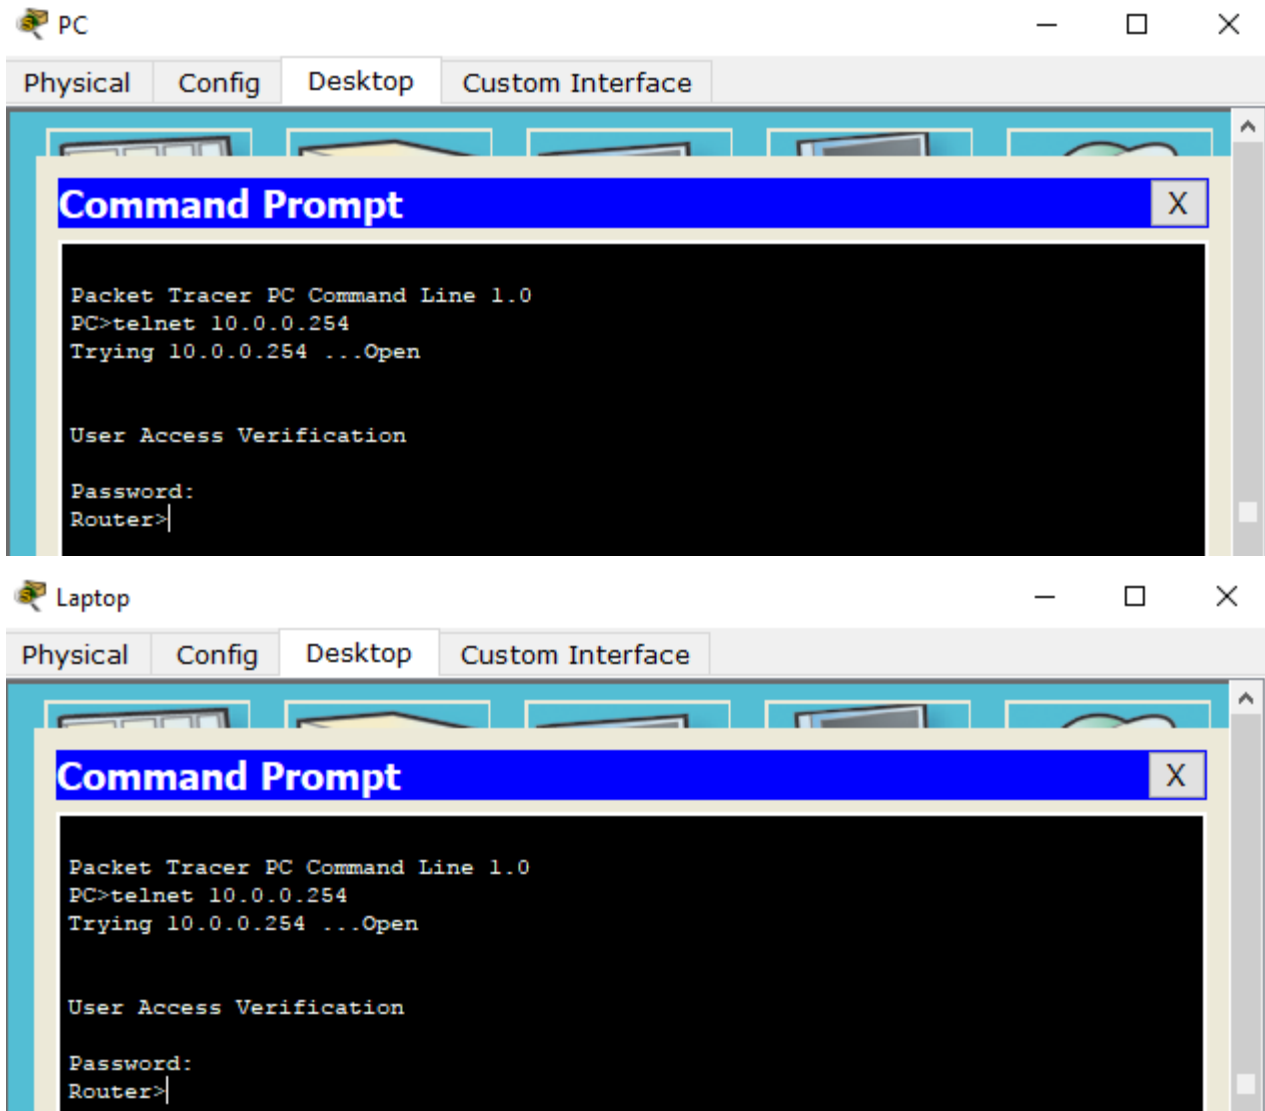 PC
Physical Config Desktop Custom Interface
Command Prompt X
Packet Tracer PC Command Line 1.0
PC>telnet 10.0.0.254
Trying 10.0.0.254 ...Open
User Access Verification
Password:
Router>
Laptop
Physical Config Desktop Custom Interface
Command Prompt X
Packet Tracer PC Command Line 1.0
PC>telnet 10.0.0.254
Trying 10.0.0.254 ...Open
User Access Verification
Password:
Router>